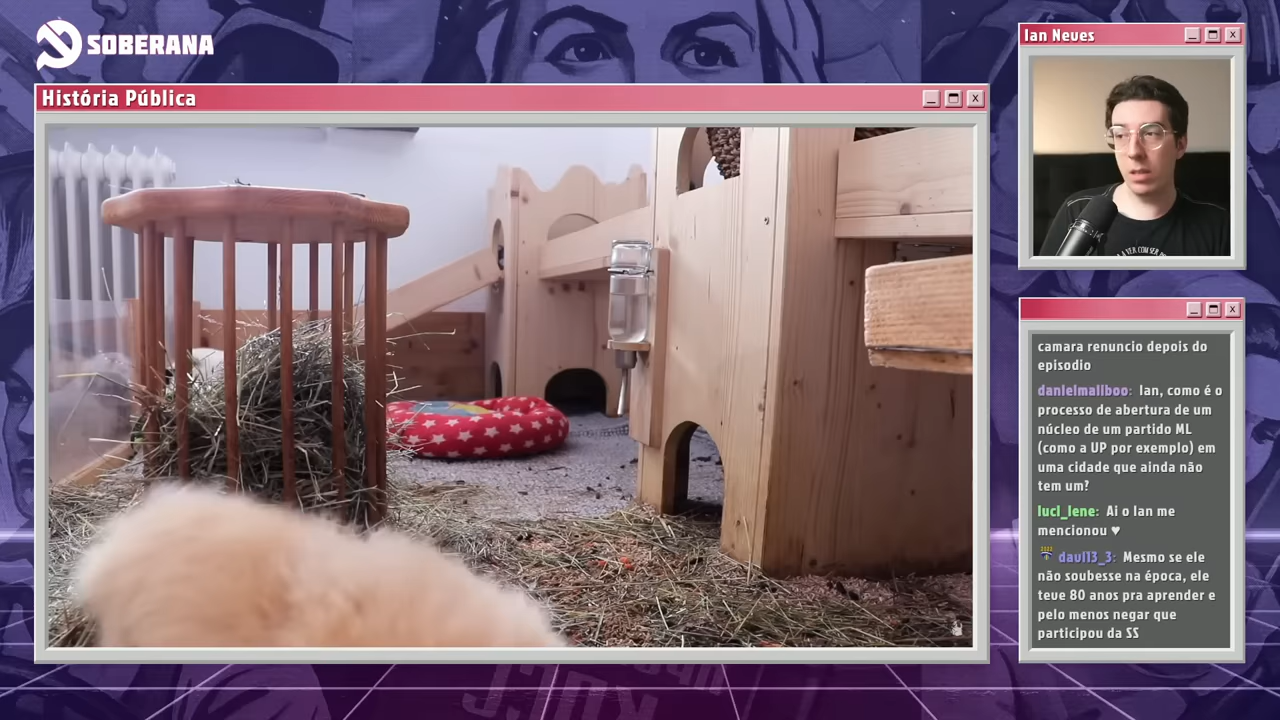 SOBERANA
História Pública
Ian Neves
camara renuncio depois do
episodio
danielmaliboo: Ian, como é o
processo de abertura de um
núcleo de um partido ML
(como a UP por exemplo) em
uma cidade que ainda não
tem um?
luci_lene: Ai o Ian me
mencionou ♥
davi13_3: Mesmo se ele
não soubesse na época, ele
teve 80 anos pra aprender e
pelo menos negar que
participou da SS